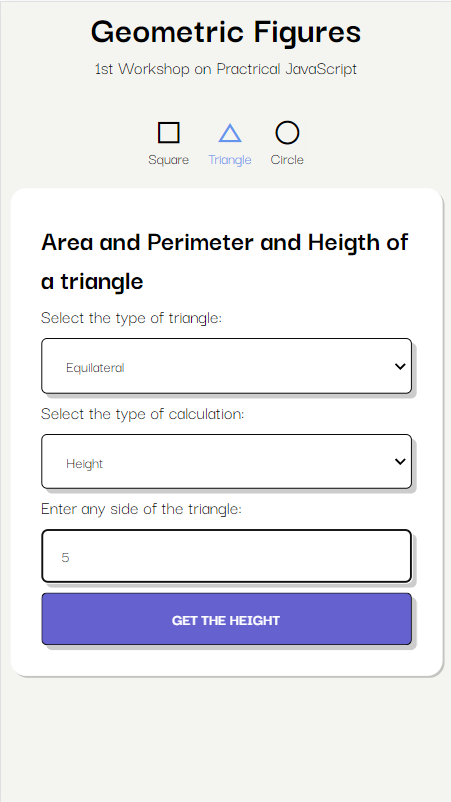 Geometric Figures
1st Workshop on Practrical JavaScript
Square Triangle Circle
Area and Perimeter and Heigth of
a triangle
Select the type of triangle:
Equilateral
Select the type of calculation:
Height
Enter any side of the triangle:
5
GET THE HEIGHT